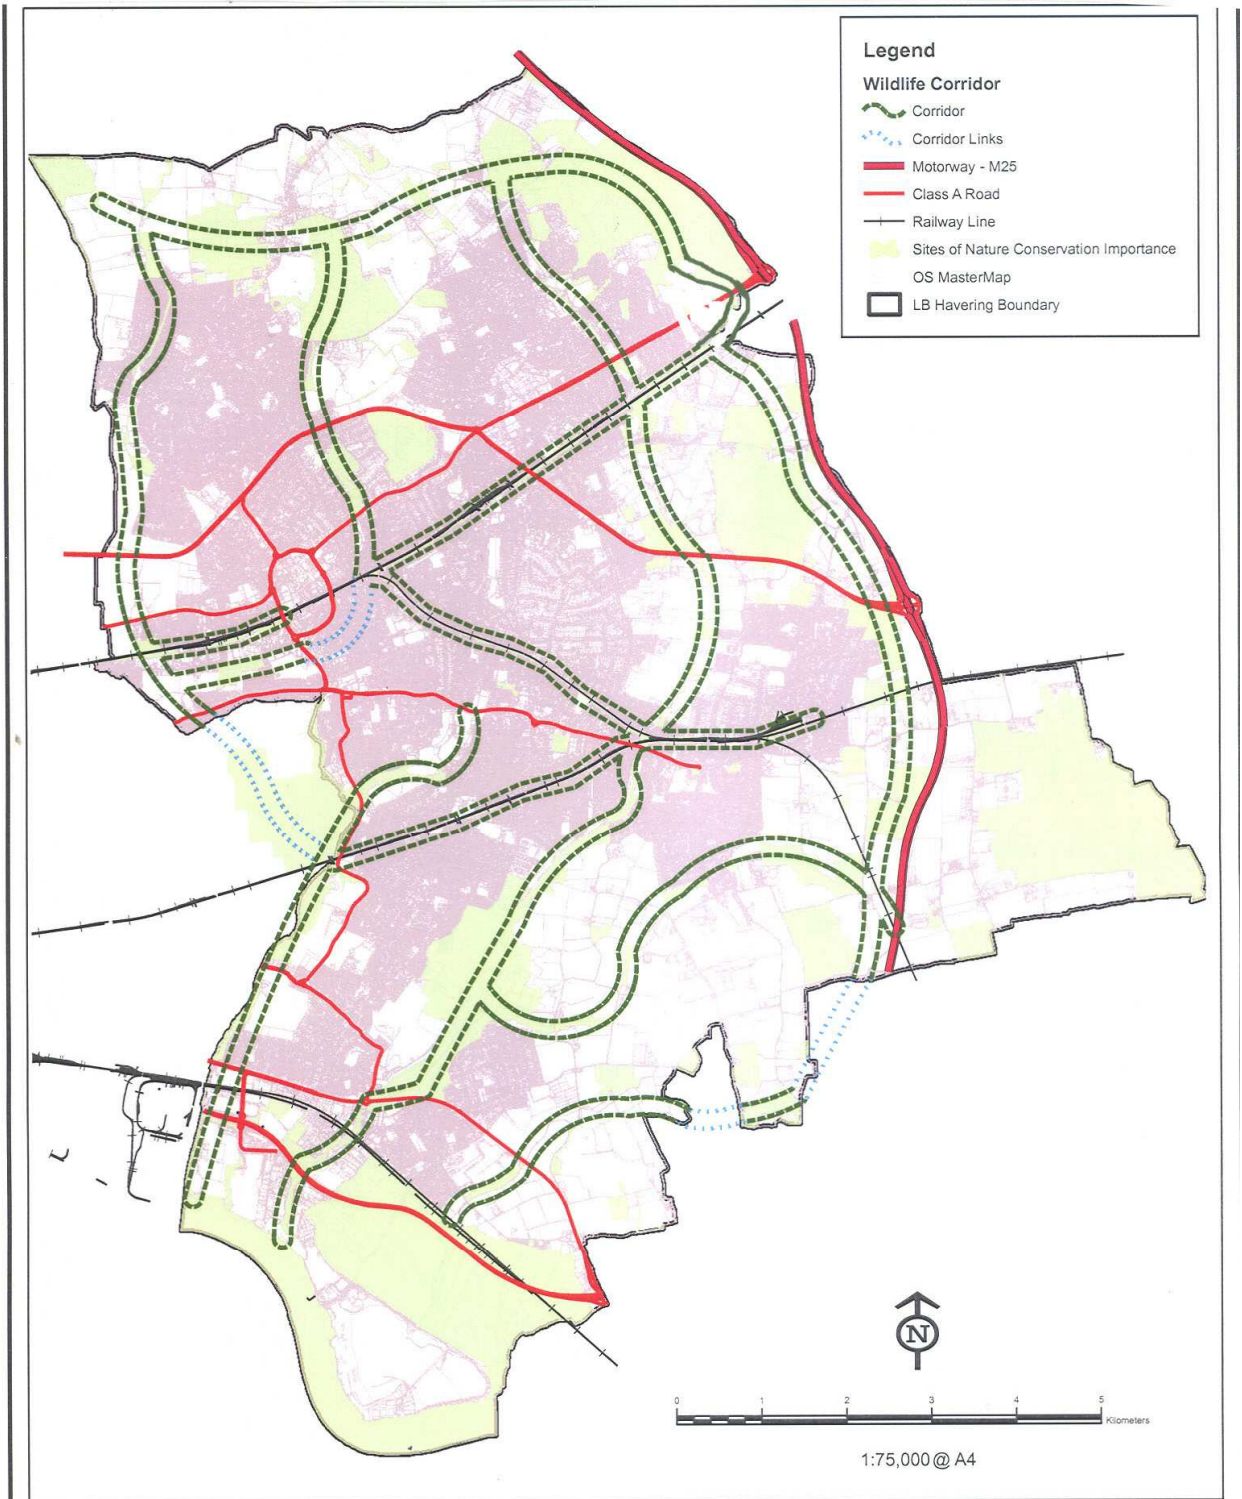 Legend
Wildlife Corridor
Corridor
Corridor Links
Motorway - M25
Class A Road
Railway Line
Sites of Nature Conservation Importance
OS MasterMap
LB Havering Boundary
N
0 1 2 3 4 5
Kilometers
1:75,000 @ A4